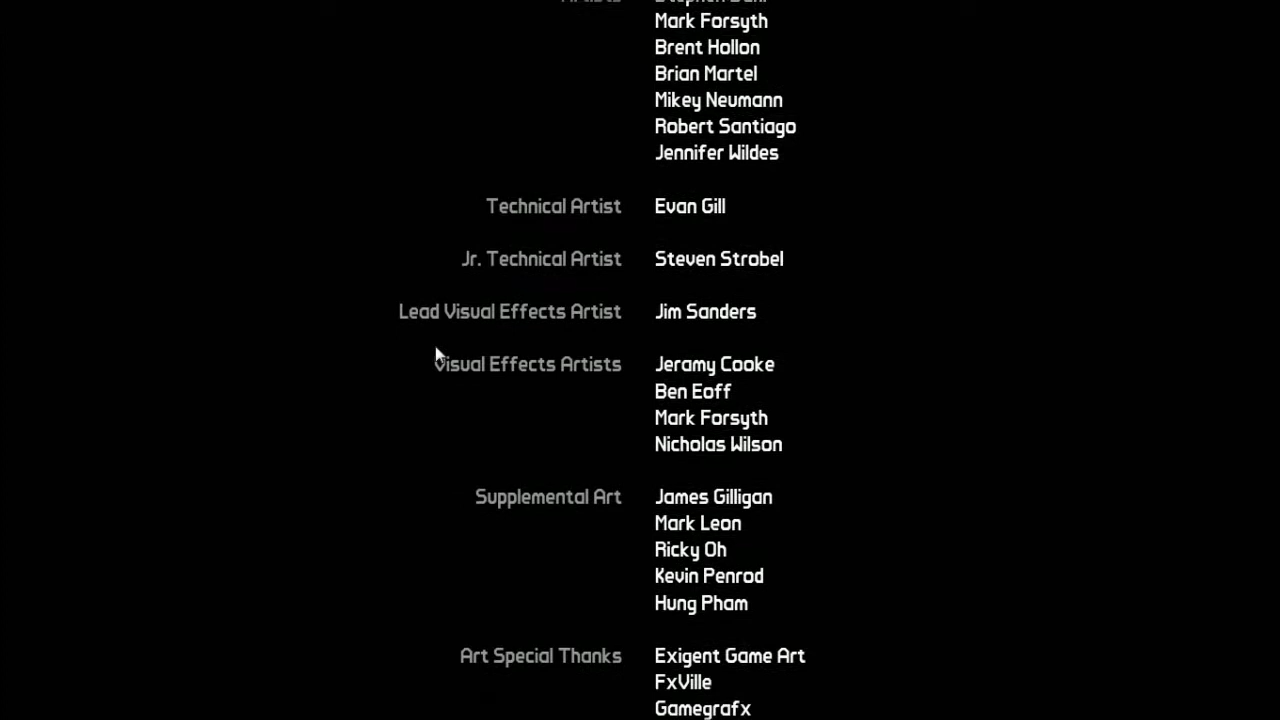 Mark Forsyth
Brent Hollon
Brian Martel
Mikey Neumann
Robert Santiago
Jennifer Wildes
Technical Artist Evan Gill
Jr. Technical Artist Steven Strobel
Lead Visual Effects Artist Jim Sanders
Visual Effects Artists Jeramy Cooke
Ben Eoff
Mark Forsyth
Nicholas Wilson
Supplemental Art James Gilligan
Mark Leon
Ricky Oh
Kevin Penrod
Hung Pham
Art Special Thanks Exigent Game Art
FxVille
Gamegrafx